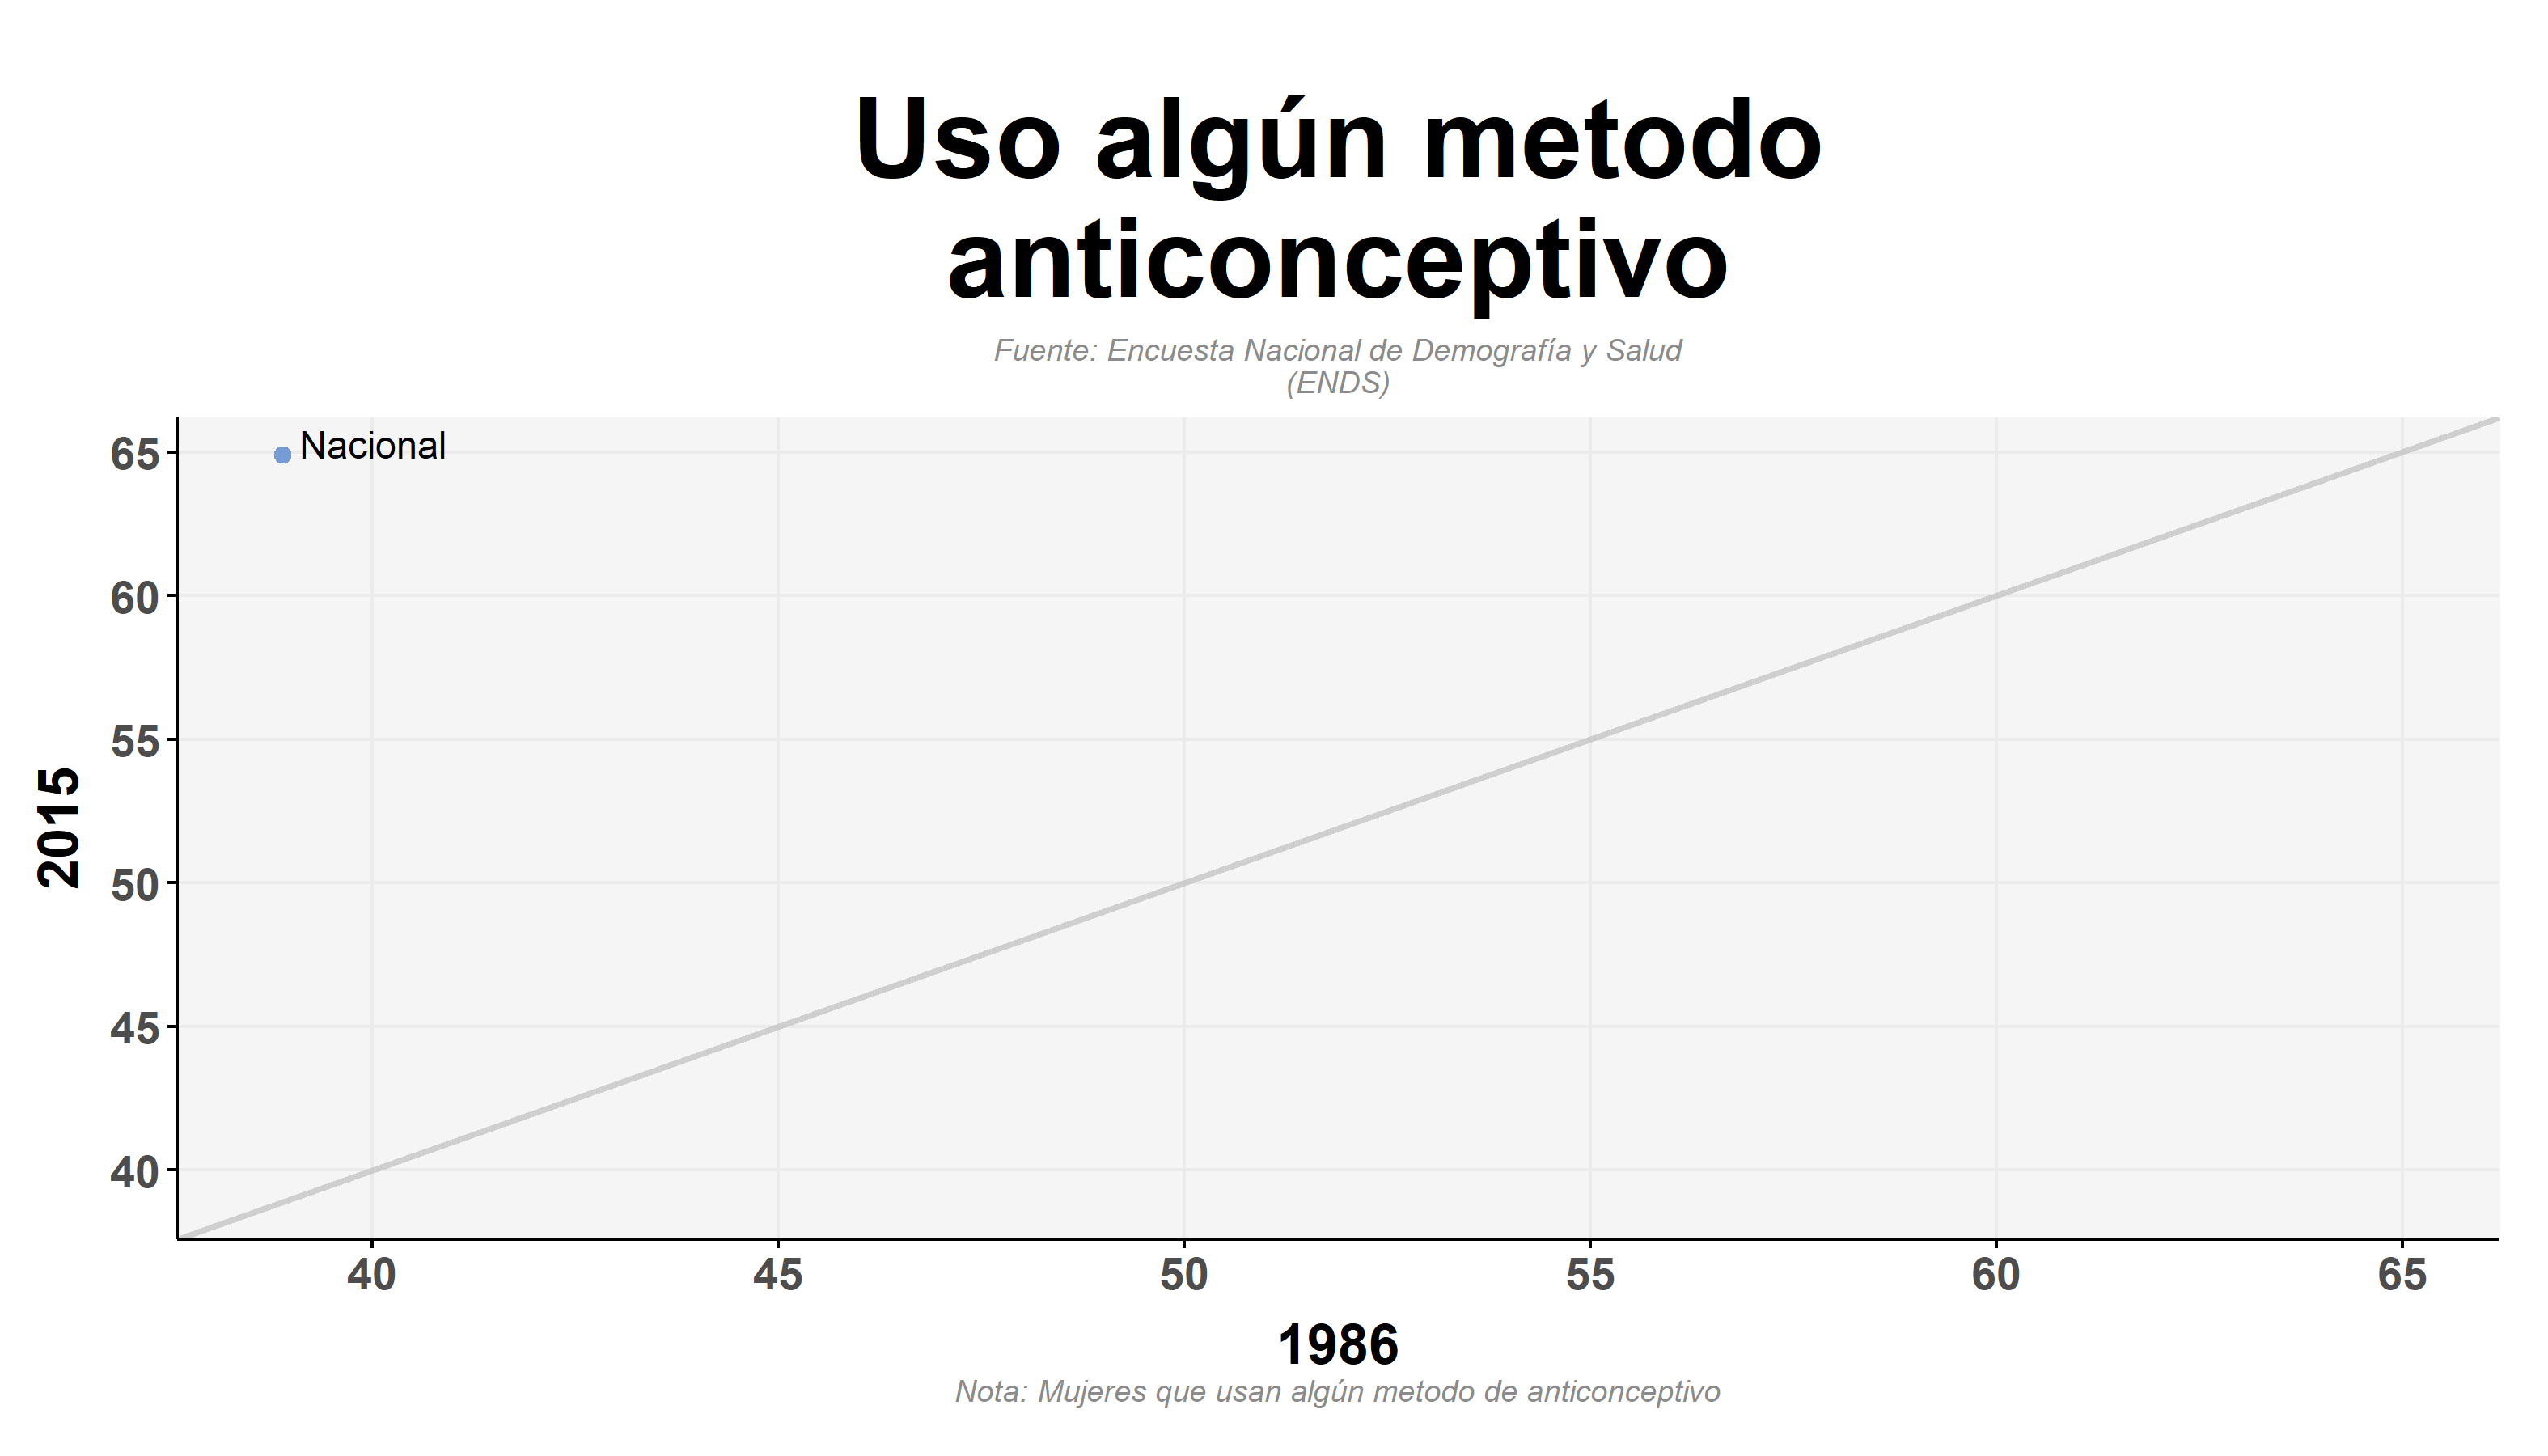 Uso algún metodo
anticonceptivo
Fuente: Encuesta Nacional de Demografía y Salud
(ENDS)
Nacional
65
60
55
50
45
40
2015
40 45 50 55 60 65
1986
Nota: Mujeres que usan algún metodo de anticonceptivo